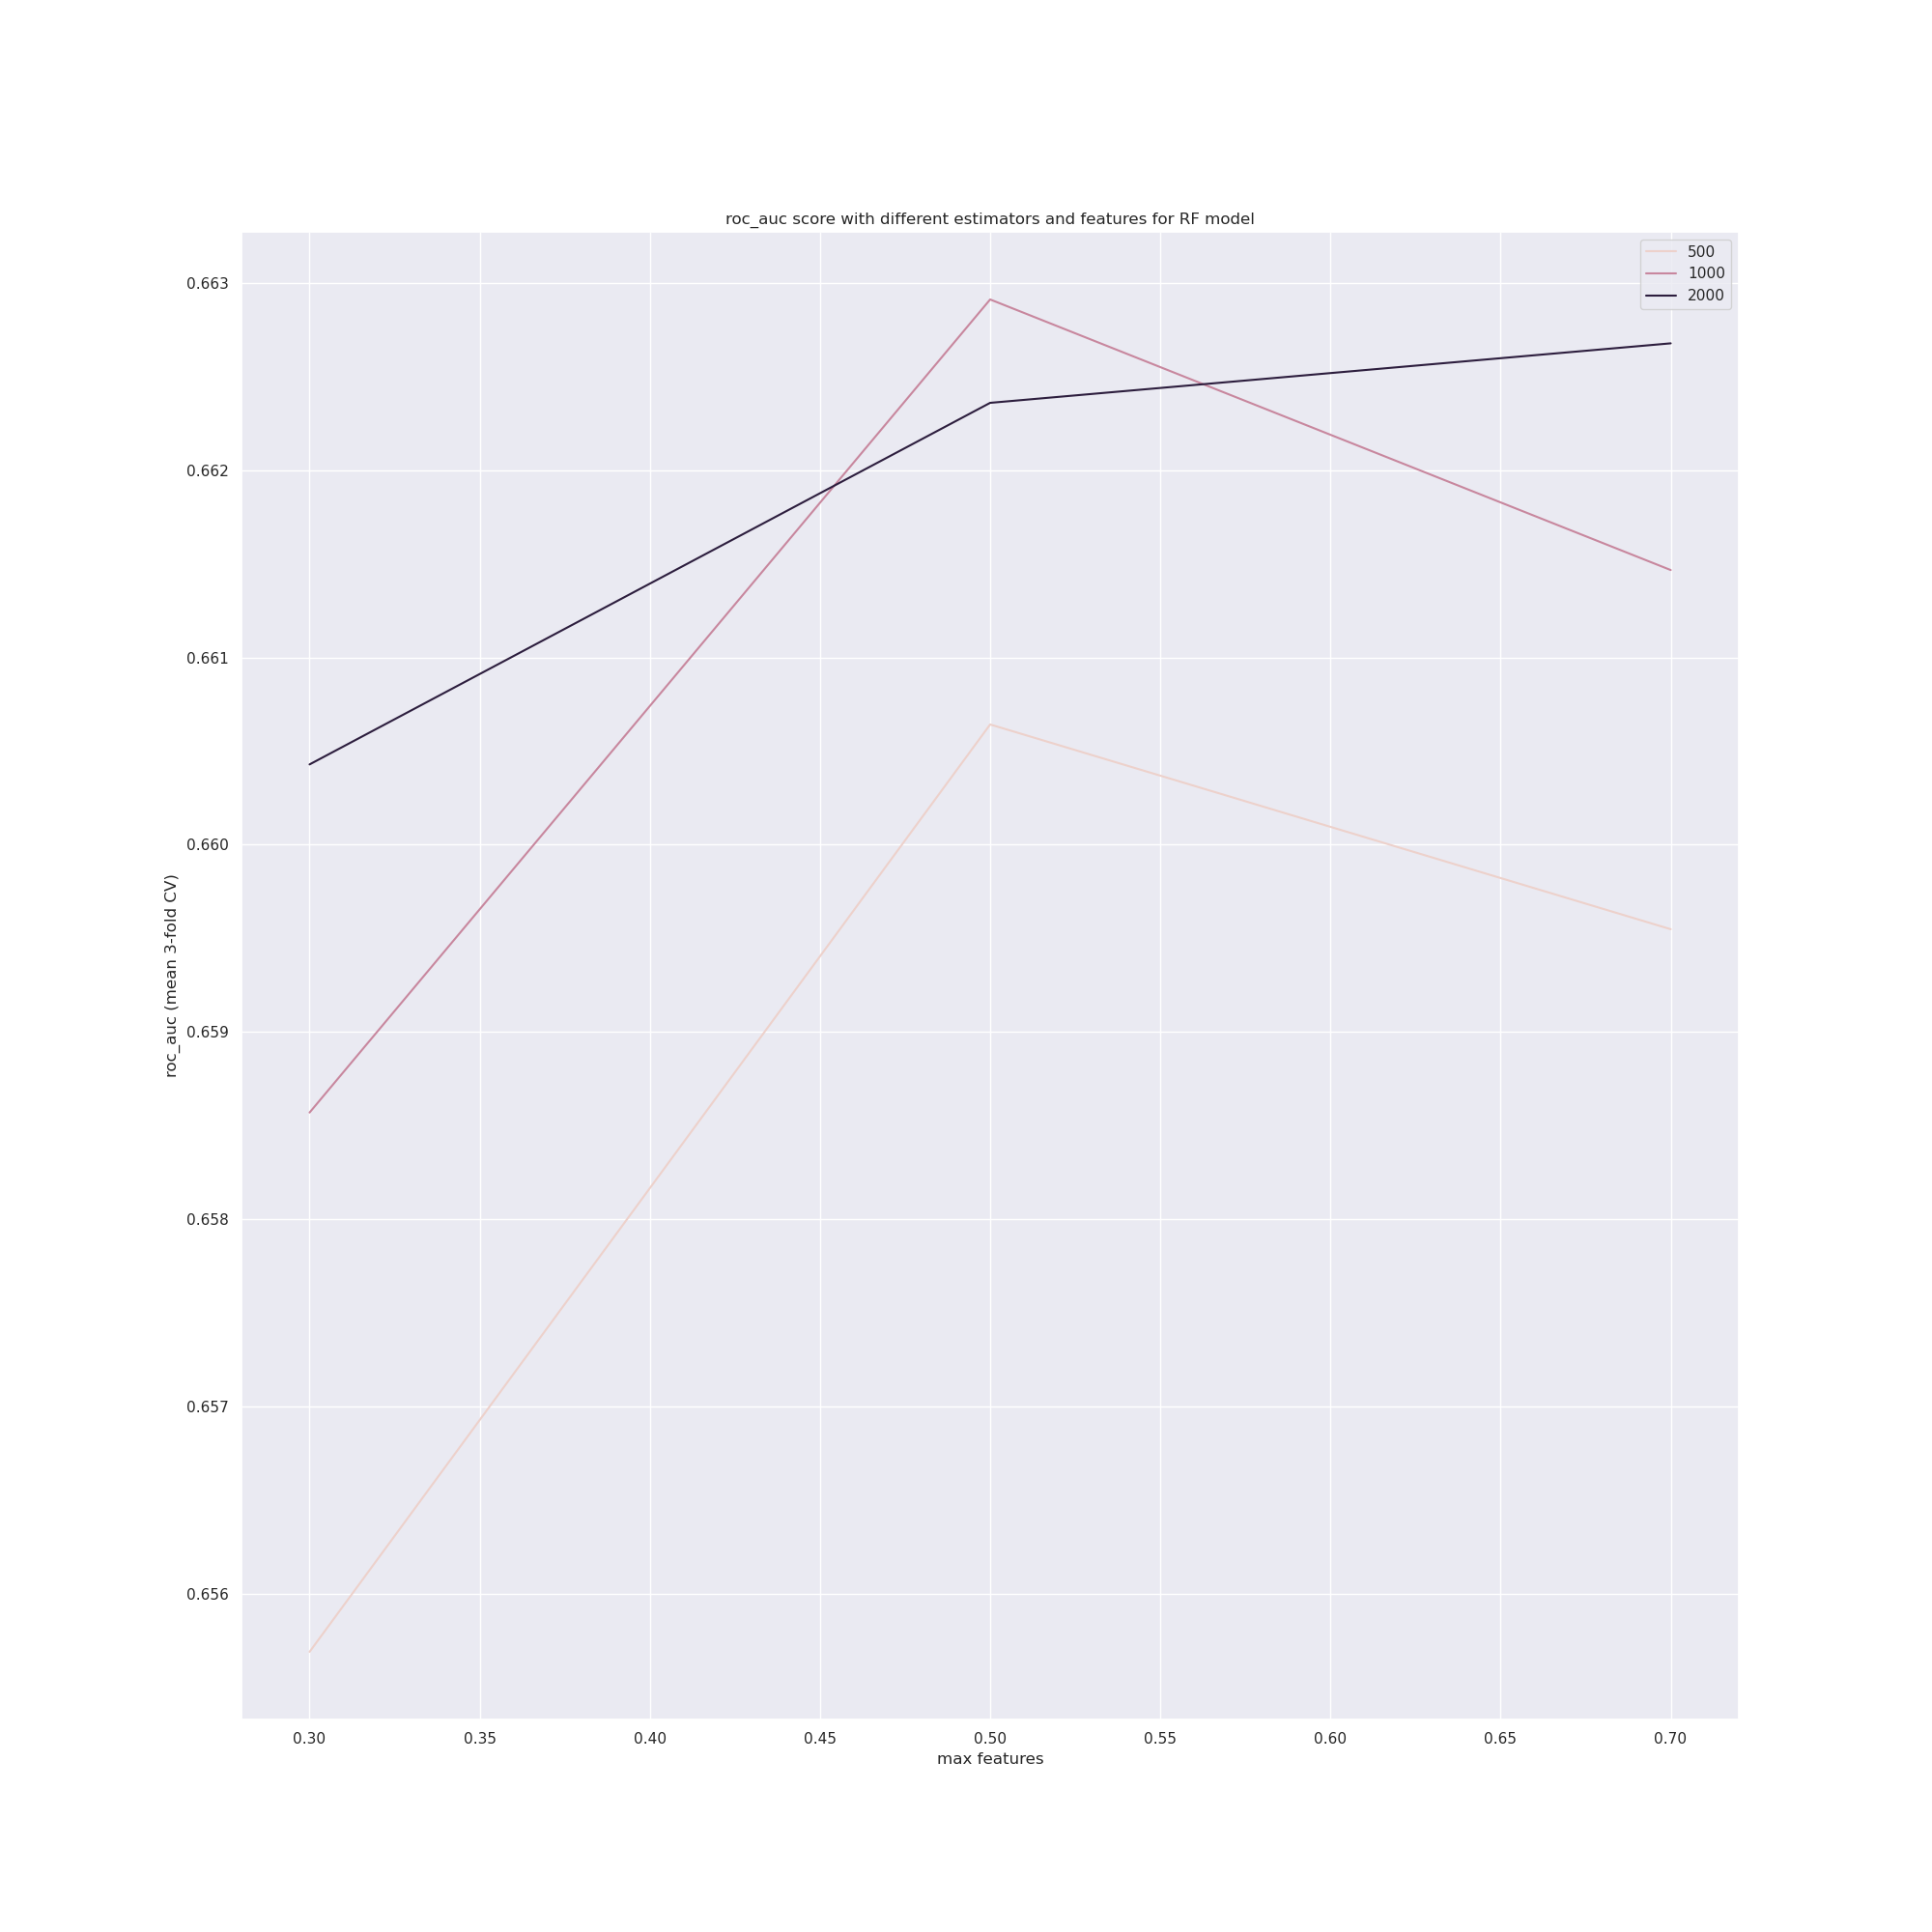 roc_auc score with different estimators and features for RF model
500
1000
2000
0.663
0.662
0.661
0.660
0.659
0.658
0.657
0.656
roc_auc (mean 3-fold CV)
0.30 0.35 0.40 0.45 0.50 0.55 0.60 0.65 0.70
max features